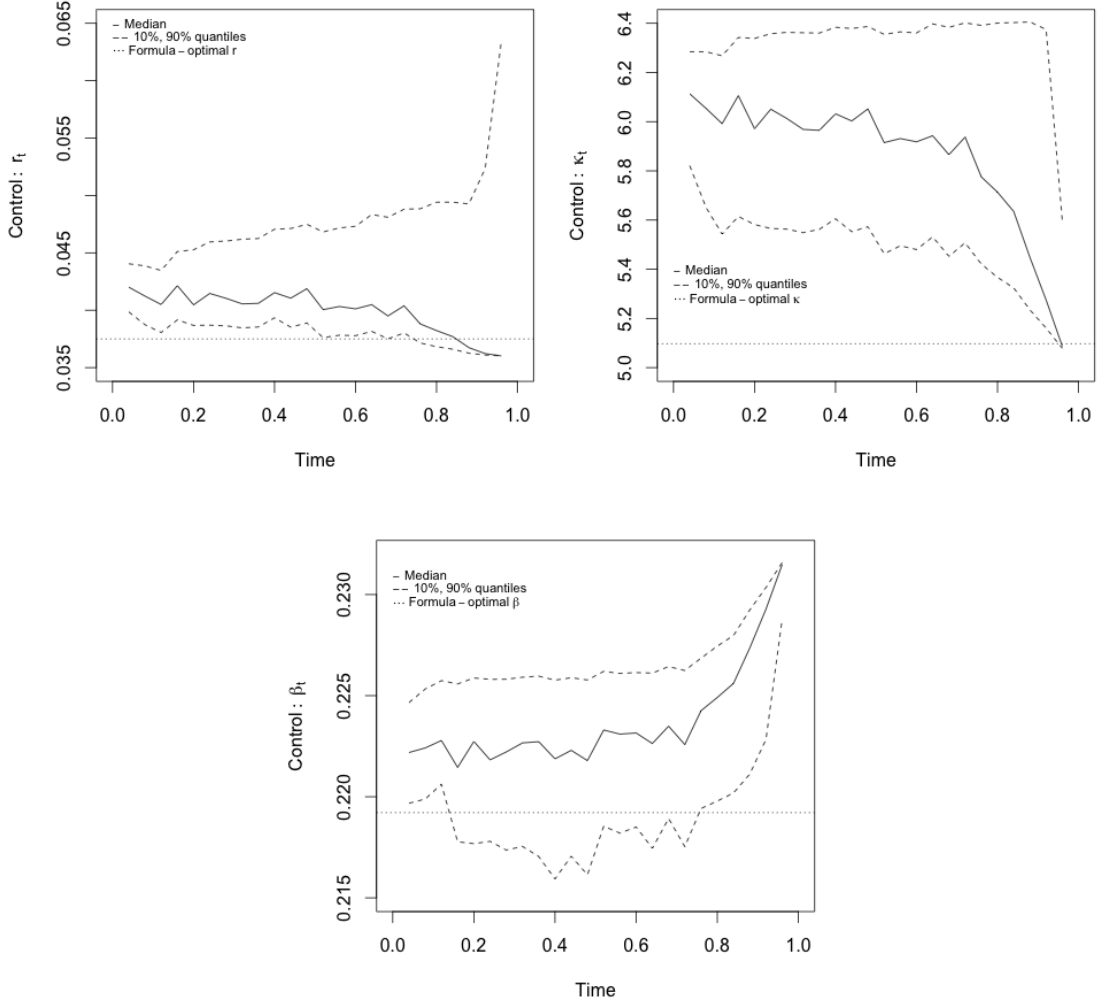 – Median
-- 10%, 90% quantiles
··· Formula – optimal r
Control : rₜ
0.065
0.055
0.045
0.035
0.0 0.2 0.4 0.6 0.8 1.0
Time
– Median
-- 10%, 90% quantiles
··· Formula – optimal κ
Control : κₜ
6.4
6.2
6.0
5.8
5.6
5.4
5.2
5.0
0.0 0.2 0.4 0.6 0.8 1.0
Time
– Median
-- 10%, 90% quantiles
··· Formula – optimal β
Control : βₜ
0.230
0.225
0.220
0.215
0.0 0.2 0.4 0.6 0.8 1.0
Time